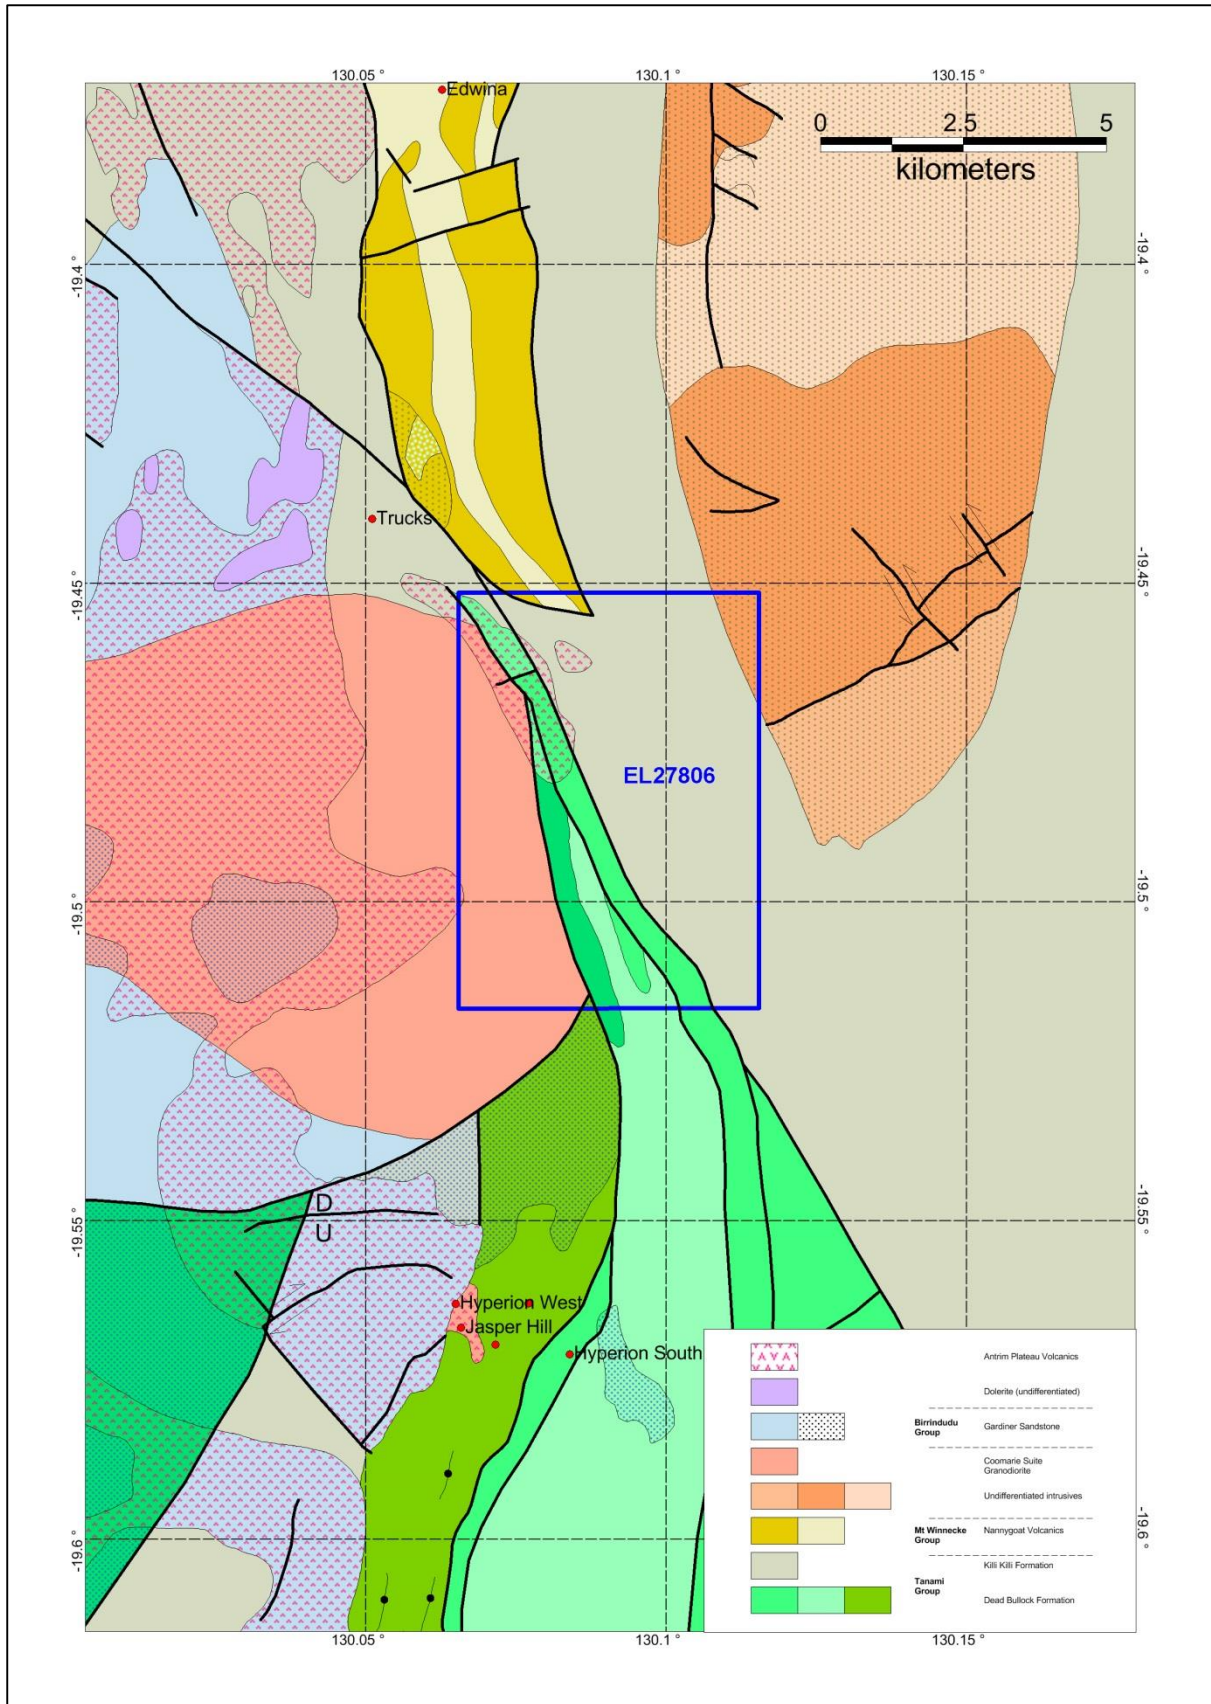 130.05 °
130.1 °
130.15 °
Edwina
0
2.5
5
kilometers
-19.4 °
-19.4 °
Trucks
-19.45 °
-19.45 °
EL27806
-19.5 °
-19.5 °
D
U
-19.55 °
-19.55 °
Hyperion West
Jasper Hill
Hyperion South
Antrim Plateau Volcanics
Dolerite (undifferentiated)
Birrindudu
Group
Gardiner Sandstone
Coomarie Suite
Granodiorite
Undifferentiated intrusives
Mt Winnecke
Group
Nannygoat Volcanics
Killi Killi Formation
Tanami
Group
Dead Bullock Formation
-19.6 °
-19.6 °
130.05 °
130.1 °
130.15 °